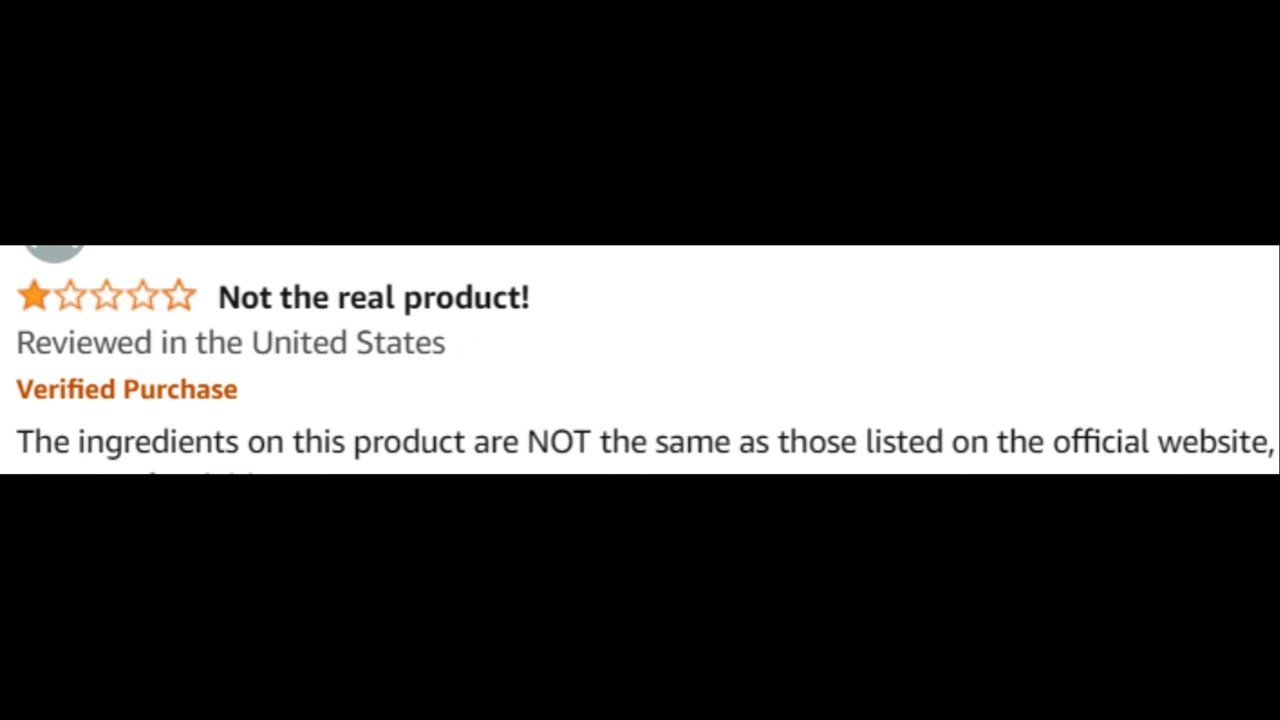 Not the real product!
Reviewed in the United States
Verified Purchase
The ingredients on this product are NOT the same as those listed on the official website,